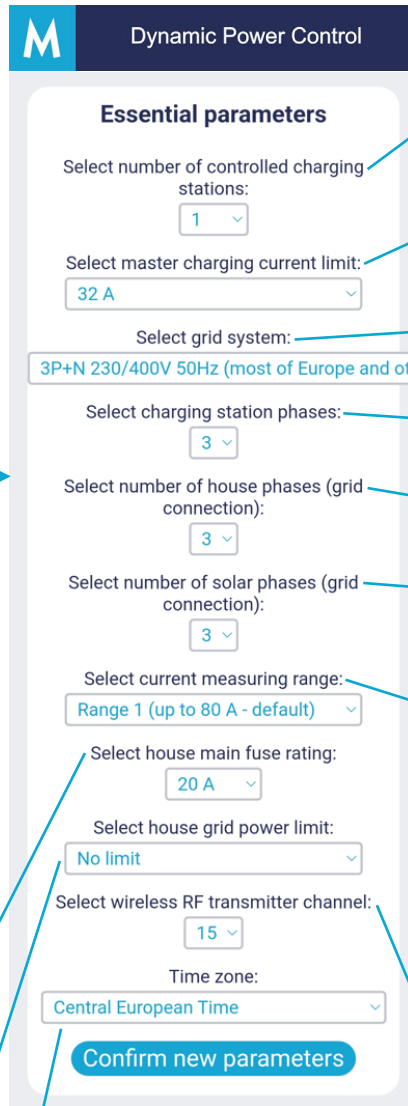 M Dynamic Power Control
Essential parameters
Select number of controlled charging
stations:
1
Select master charging current limit:
32 A
Select grid system:
3P+N 230/400V 50Hz (most of Europe and ot
Select charging station phases:
3
Select number of house phases (grid
connection):
3
Select number of solar phases (grid
connection):
3
Select current measuring range:
Range 1 (up to 80 A - default)
Select house main fuse rating:
20 A
Select house grid power limit:
No limit
Select wireless RF transmitter channel:
15
Time zone:
Central European Time
Confirm new parameters